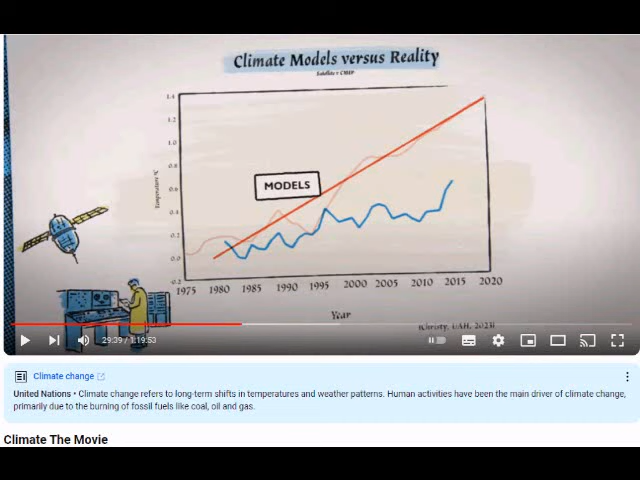 Climate Models versus Reality
Satellite v CMIP
1.4
1.2
1.0
0.8
0.6
0.4
0.2
0.0
-0.2
Temperature °C
MODELS
1975 1980 1985 1990 1995 2000 2005 2010 2015 2020
Year
(Christy, UAH, 2023)
29:39 / 1:19:53
Climate change
United Nations • Climate change refers to long-term shifts in temperatures and weather patterns. Human activities have been the main driver of climate change,
primarily due to the burning of fossil fuels like coal, oil and gas.
Climate The Movie